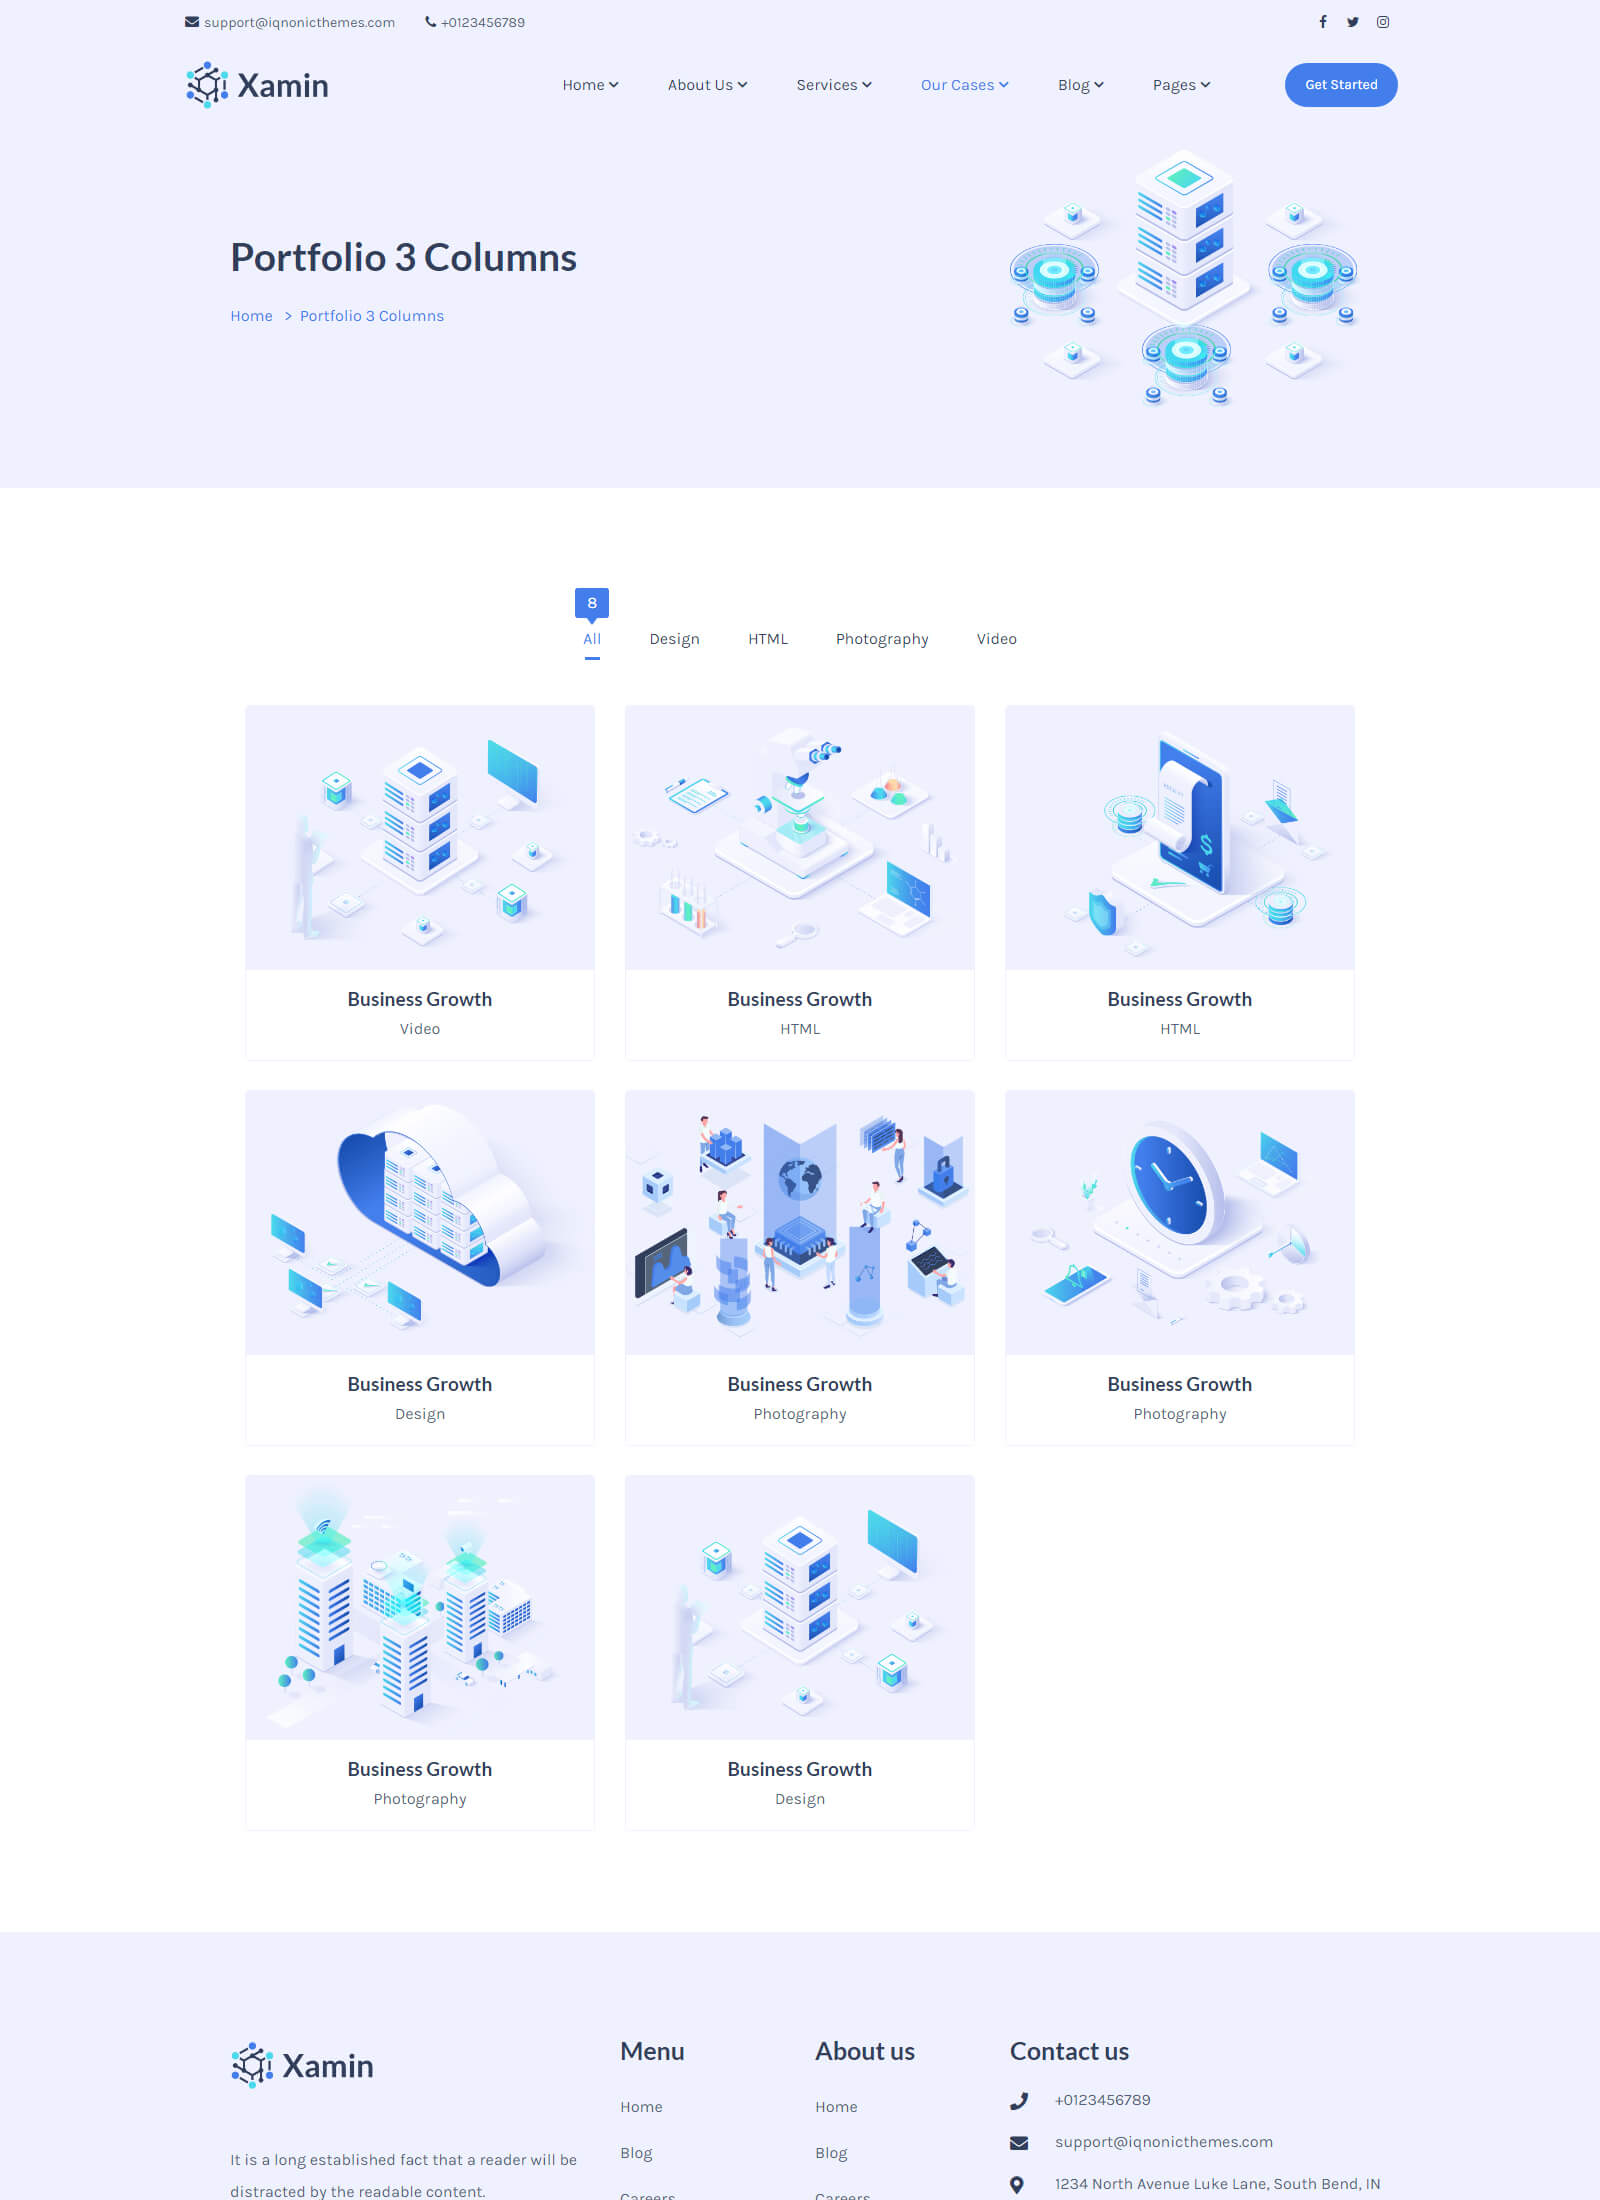 support@iqnonicthemes.com +0123456789
Xamin
Home About Us Services Our Cases Blog Pages Get Started
Portfolio 3 Columns
Home > Portfolio 3 Columns
8
All Design HTML Photography Video
Business Growth
Video
Business Growth
HTML
Business Growth
HTML
Business Growth
Design
Business Growth
Photography
Business Growth
Photography
Business Growth
Photography
Business Growth
Design
Xamin
It is a long established fact that a reader will be
distracted by the readable content.
Menu
Home
Blog
Careers
About us
Home
Blog
Careers
Contact us
+0123456789
support@iqnonicthemes.com
1234 North Avenue Luke Lane, South Bend, IN